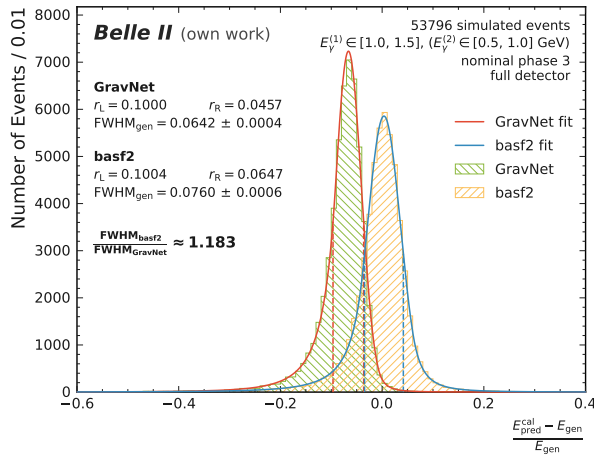 Belle II (own work)
53796 simulated events
E_γ^(1) ∈ [1.0, 1.5], (E_γ^(2) ∈ [0.5, 1.0] GeV)
nominal phase 3
full detector
GravNet
r_L = 0.1000 r_R = 0.0457
FWHM_gen = 0.0642 ± 0.0004
basf2
r_L = 0.1004 r_R = 0.0647
FWHM_gen = 0.0760 ± 0.0006
FWHM_basf2 / FWHM_GravNet ≈ 1.183
GravNet fit
basf2 fit
GravNet
basf2
Number of Events / 0.01
8000
7000
6000
5000
4000
3000
2000
1000
0
−0.6 −0.4 −0.2 0.0 0.2 0.4
E_pred^cal − E_gen
E_gen